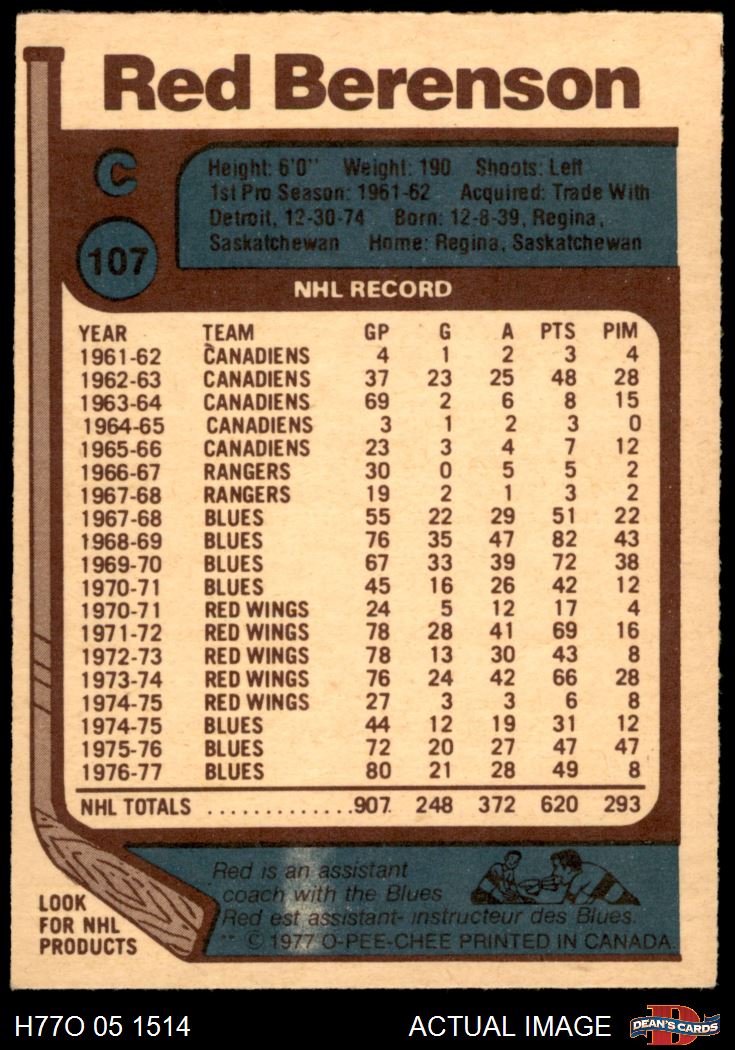 Red Berenson
C
107
Height: 6'0" Weight: 190 Shoots: Left
1st Pro Season: 1961-62 Acquired: Trade With
Detroit, 12-30-74 Born: 12-8-39, Regina,
Saskatchewan Home: Regina, Saskatchewan
NHL RECORD
YEAR TEAM GP G A PTS PIM
1961-62 CANADIENS 4 1 2 3 4
1962-63 CANADIENS 37 23 25 48 28
1963-64 CANADIENS 69 2 6 8 15
1964-65 CANADIENS 3 1 2 3 0
1965-66 CANADIENS 23 3 4 7 12
1966-67 RANGERS 30 0 5 5 2
1967-68 RANGERS 19 2 1 3 2
1967-68 BLUES 55 22 29 51 22
1968-69 BLUES 76 35 47 82 43
1969-70 BLUES 67 33 39 72 38
1970-71 BLUES 45 16 26 42 12
1970-71 RED WINGS 24 5 12 17 4
1971-72 RED WINGS 78 28 41 69 16
1972-73 RED WINGS 78 13 30 43 8
1973-74 RED WINGS 76 24 42 66 28
1974-75 RED WINGS 27 3 3 6 8
1974-75 BLUES 44 12 19 31 12
1975-76 BLUES 72 20 27 47 47
1976-77 BLUES 80 21 28 49 8
NHL TOTALS ............. 907 248 372 620 293
Red is an assistant
coach with the Blues
Red est assistant- instructeur des Blues.
© 1977 O-PEE-CHEE PRINTED IN CANADA
LOOK
FOR NHL
PRODUCTS
H77O 05 1514 ACTUAL IMAGE
D
DEAN'S CARDS